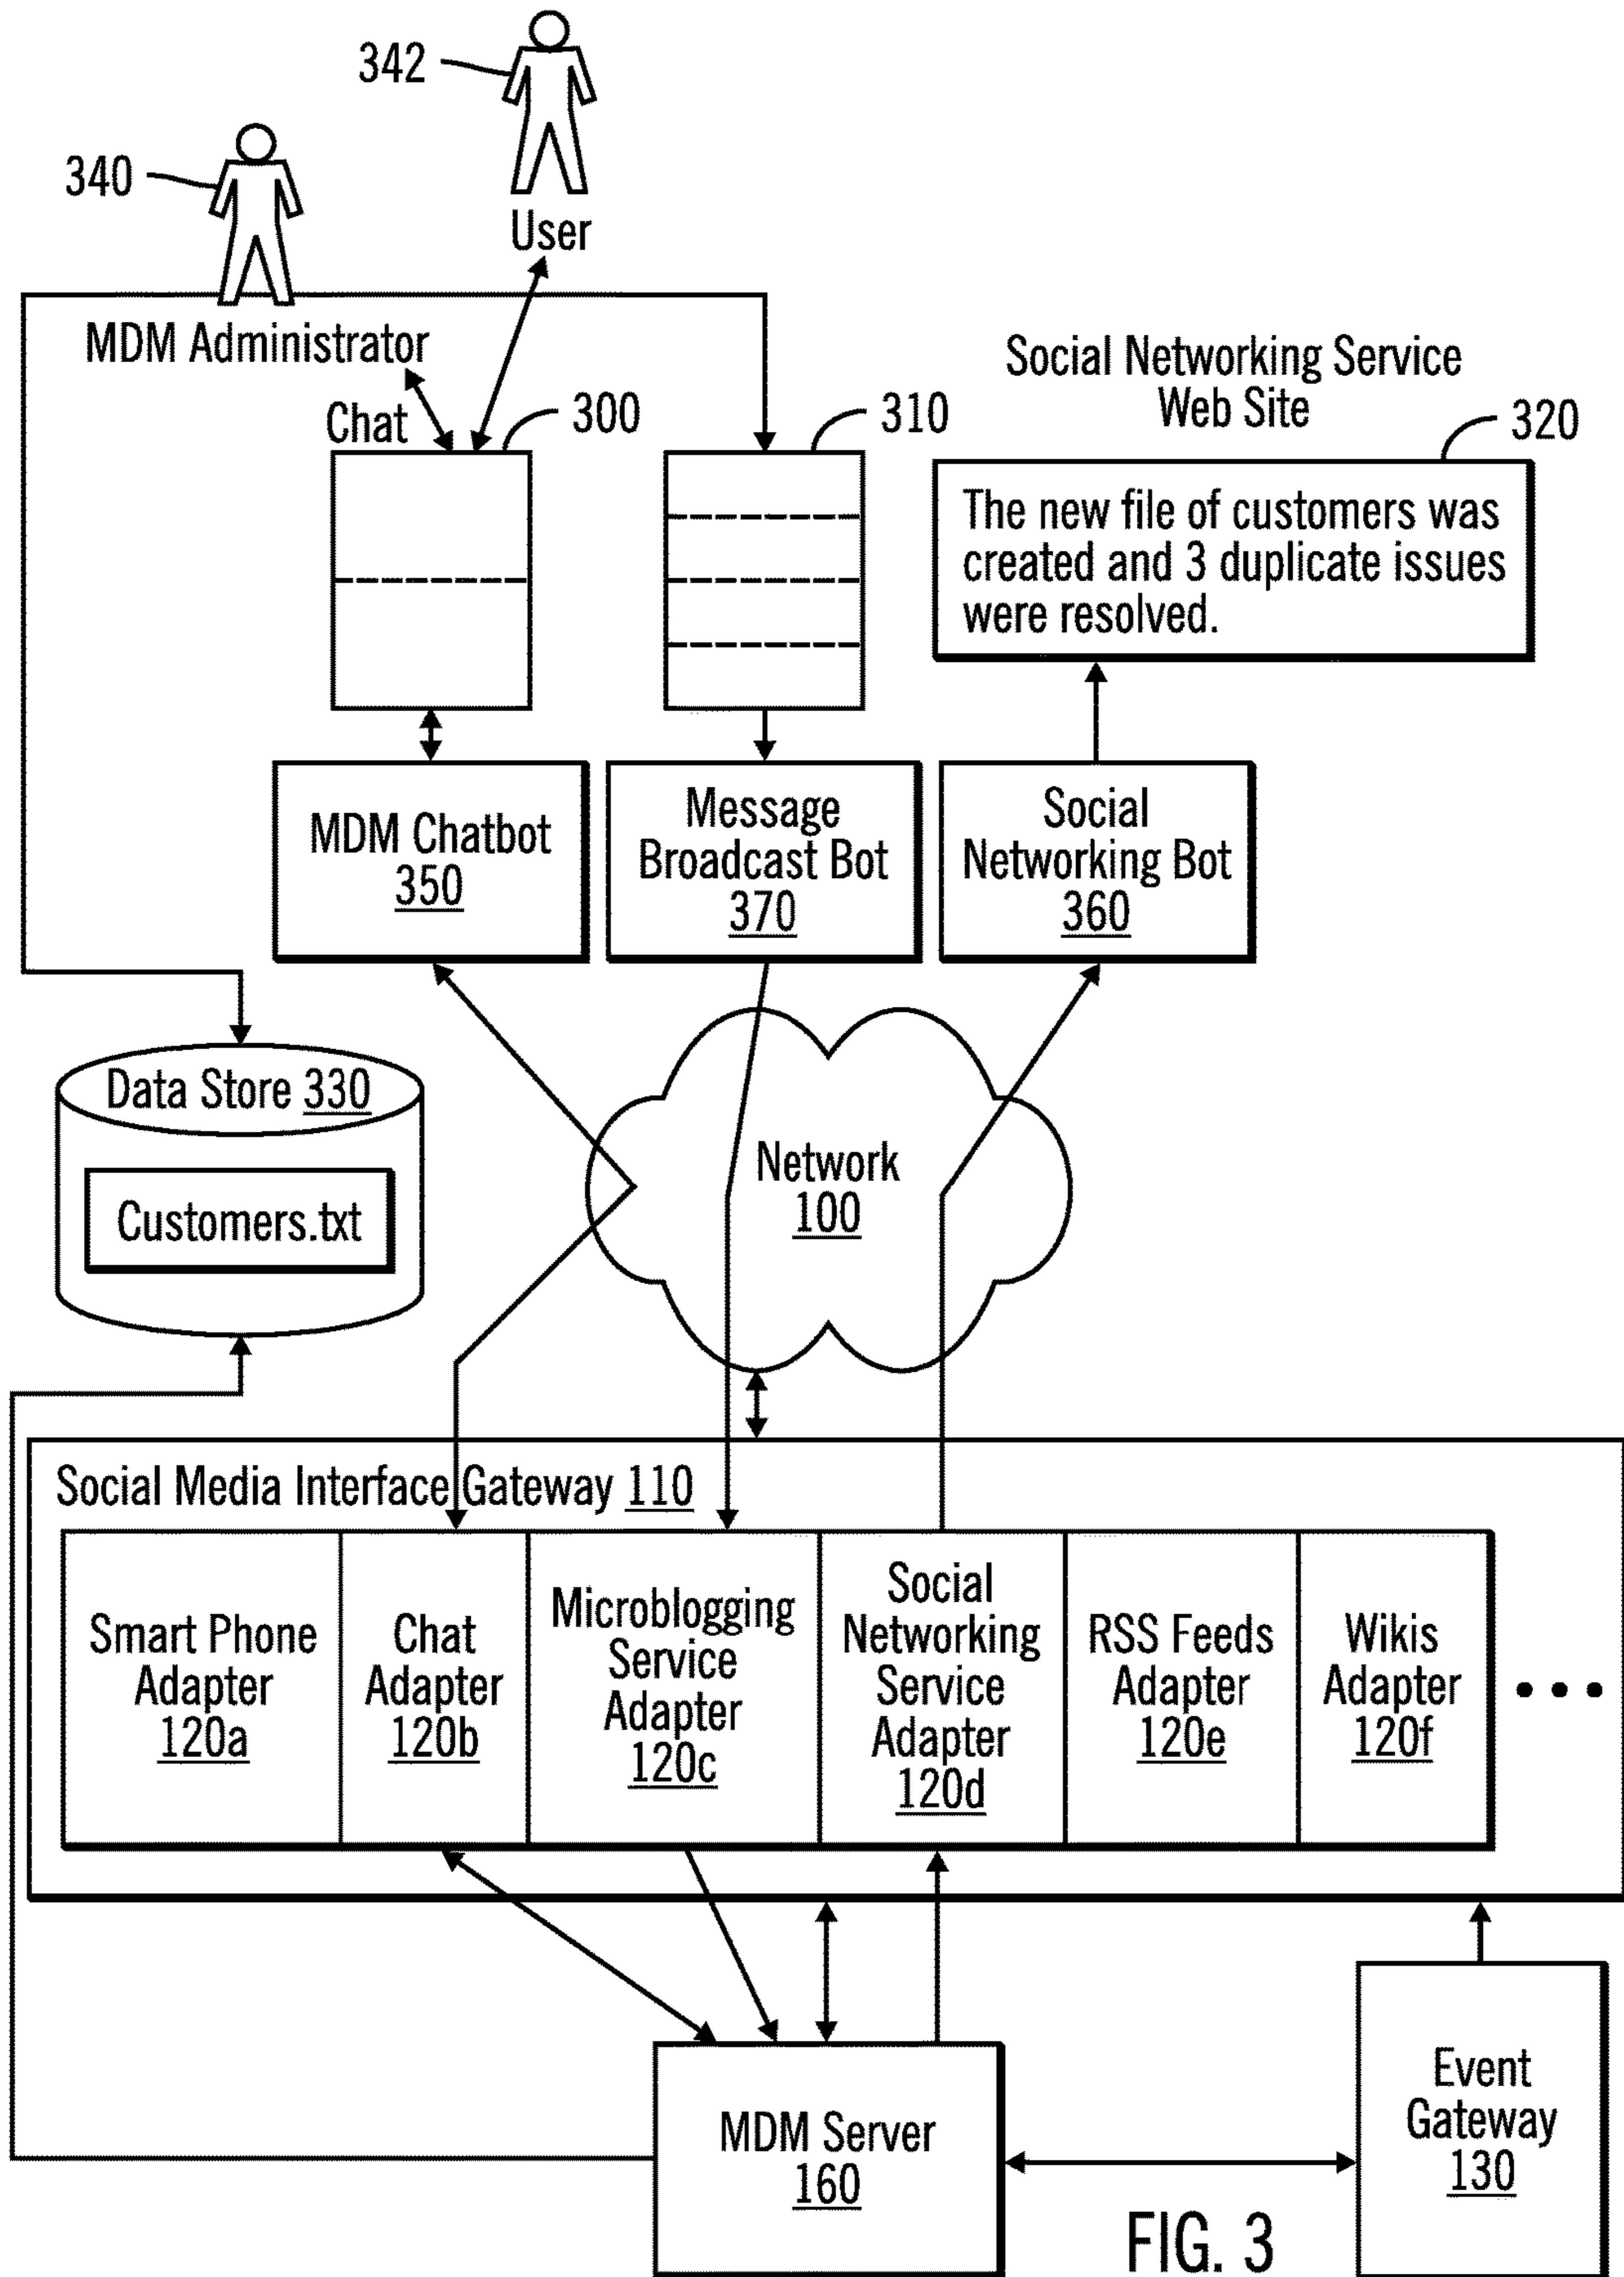 342
340
User
MDM Administrator
Chat
300
310
Social Networking Service
Web Site
320
The new file of customers was
created and 3 duplicate issues
were resolved.
MDM Chatbot
350
Message
Broadcast Bot
370
Social
Networking Bot
360
Data Store 330
Customers.txt
Network
100
Social Media Interface Gateway 110
Smart Phone
Adapter
120a
Chat
Adapter
120b
Microblogging
Service
Adapter
120c
Social
Networking
Service
Adapter
120d
RSS Feeds
Adapter
120e
Wikis
Adapter
120f
• • •
MDM Server
160
Event
Gateway
130
FIG. 3